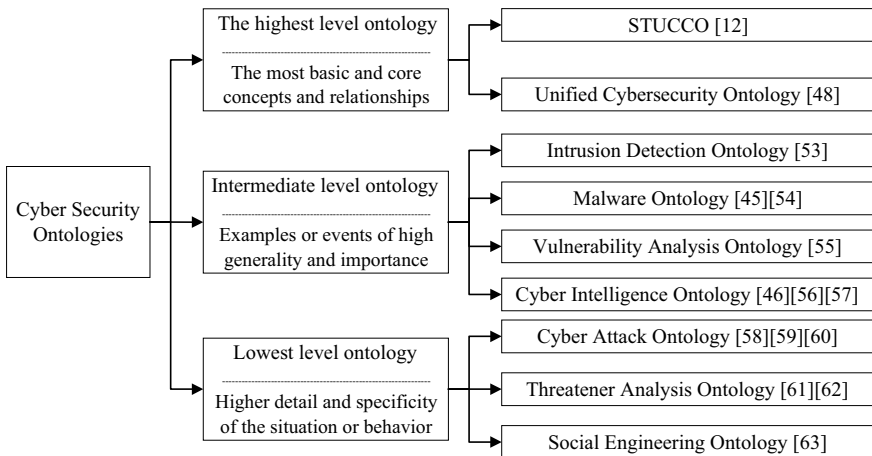 Cyber Security
Ontologies
The highest level ontology
The most basic and core
concepts and relationships
STUCCO [12]
Unified Cybersecurity Ontology [48]
Intermediate level ontology
Examples or events of high
generality and importance
Intrusion Detection Ontology [53]
Malware Ontology [45][54]
Vulnerability Analysis Ontology [55]
Cyber Intelligence Ontology [46][56][57]
Lowest level ontology
Higher detail and specificity
of the situation or behavior
Cyber Attack Ontology [58][59][60]
Threatener Analysis Ontology [61][62]
Social Engineering Ontology [63]